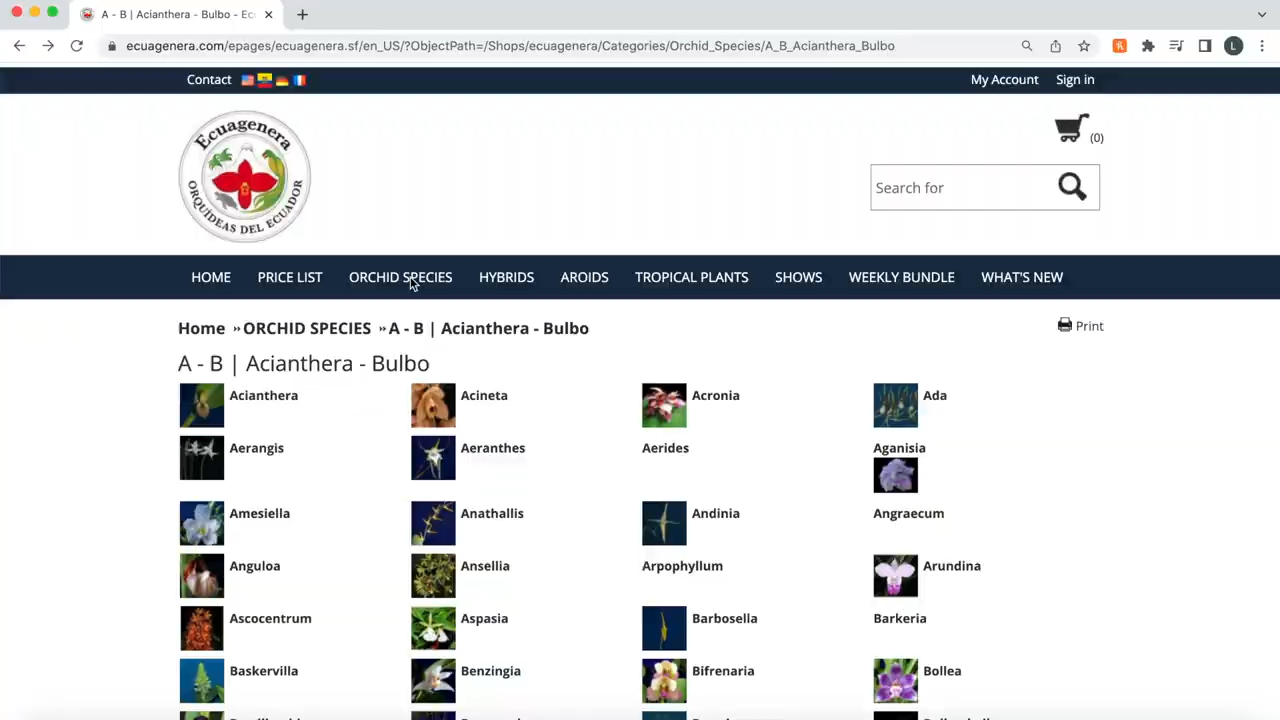 A - B | Acianthera - Bulbo - Ec
ecuagenera.com/epages/ecuagenera.sf/en_US/?ObjectPath=/Shops/ecuagenera/Categories/Orchid_Species/A_B_Acianthera_Bulbo
L
Contact My Account Sign in
Ecuagenera
ORQUÍDEAS DEL ECUADOR
(0)
Search for
HOME PRICE LIST ORCHID SPECIES HYBRIDS AROIDS TROPICAL PLANTS SHOWS WEEKLY BUNDLE WHAT'S NEW
Home » ORCHID SPECIES » A - B | Acianthera - Bulbo Print
A - B | Acianthera - Bulbo
Acianthera Acineta Acronia Ada
Aerangis Aeranthes Aerides Aganisia
Amesiella Anathallis Andinia Angraecum
Anguloa Ansellia Arpophyllum Arundina
Ascocentrum Aspasia Barbosella Barkeria
Baskervilla Benzingia Bifrenaria Bollea